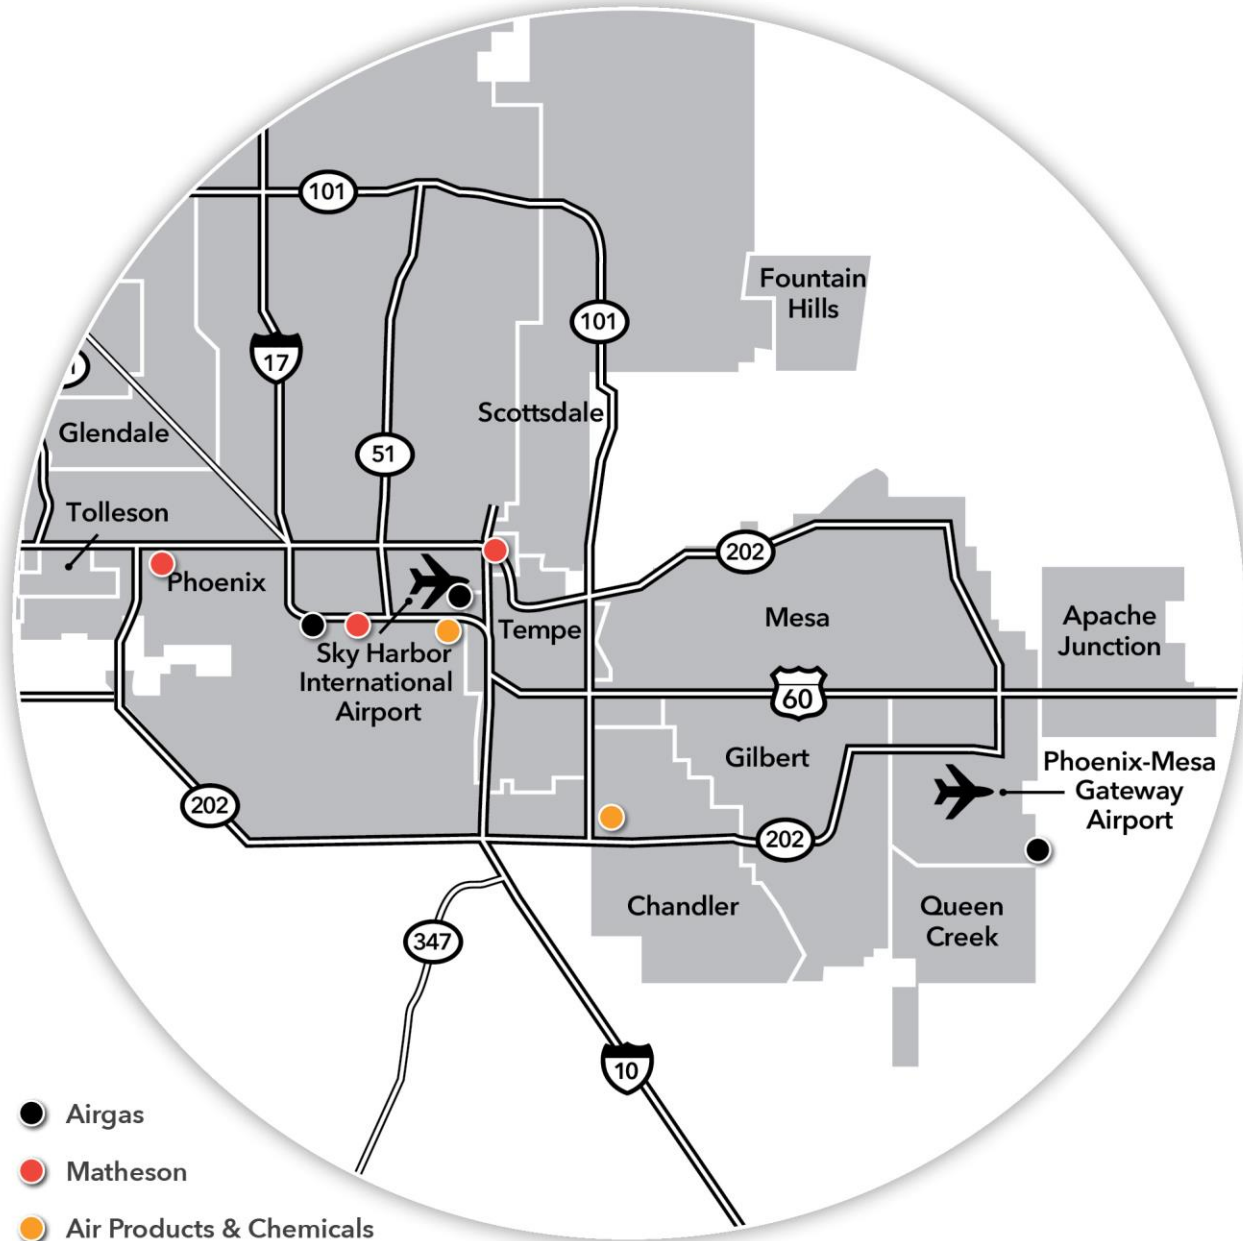 101
Fountain
Hills
101
17
Scottsdale
Glendale
51
Tolleson
202
Phoenix
Mesa
Apache
Junction
Tempe
Sky Harbor
International
Airport
60
Gilbert
Phoenix-Mesa
Gateway
Airport
202
202
Chandler
Queen
Creek
347
10
Airgas
Matheson
Air Products & Chemicals